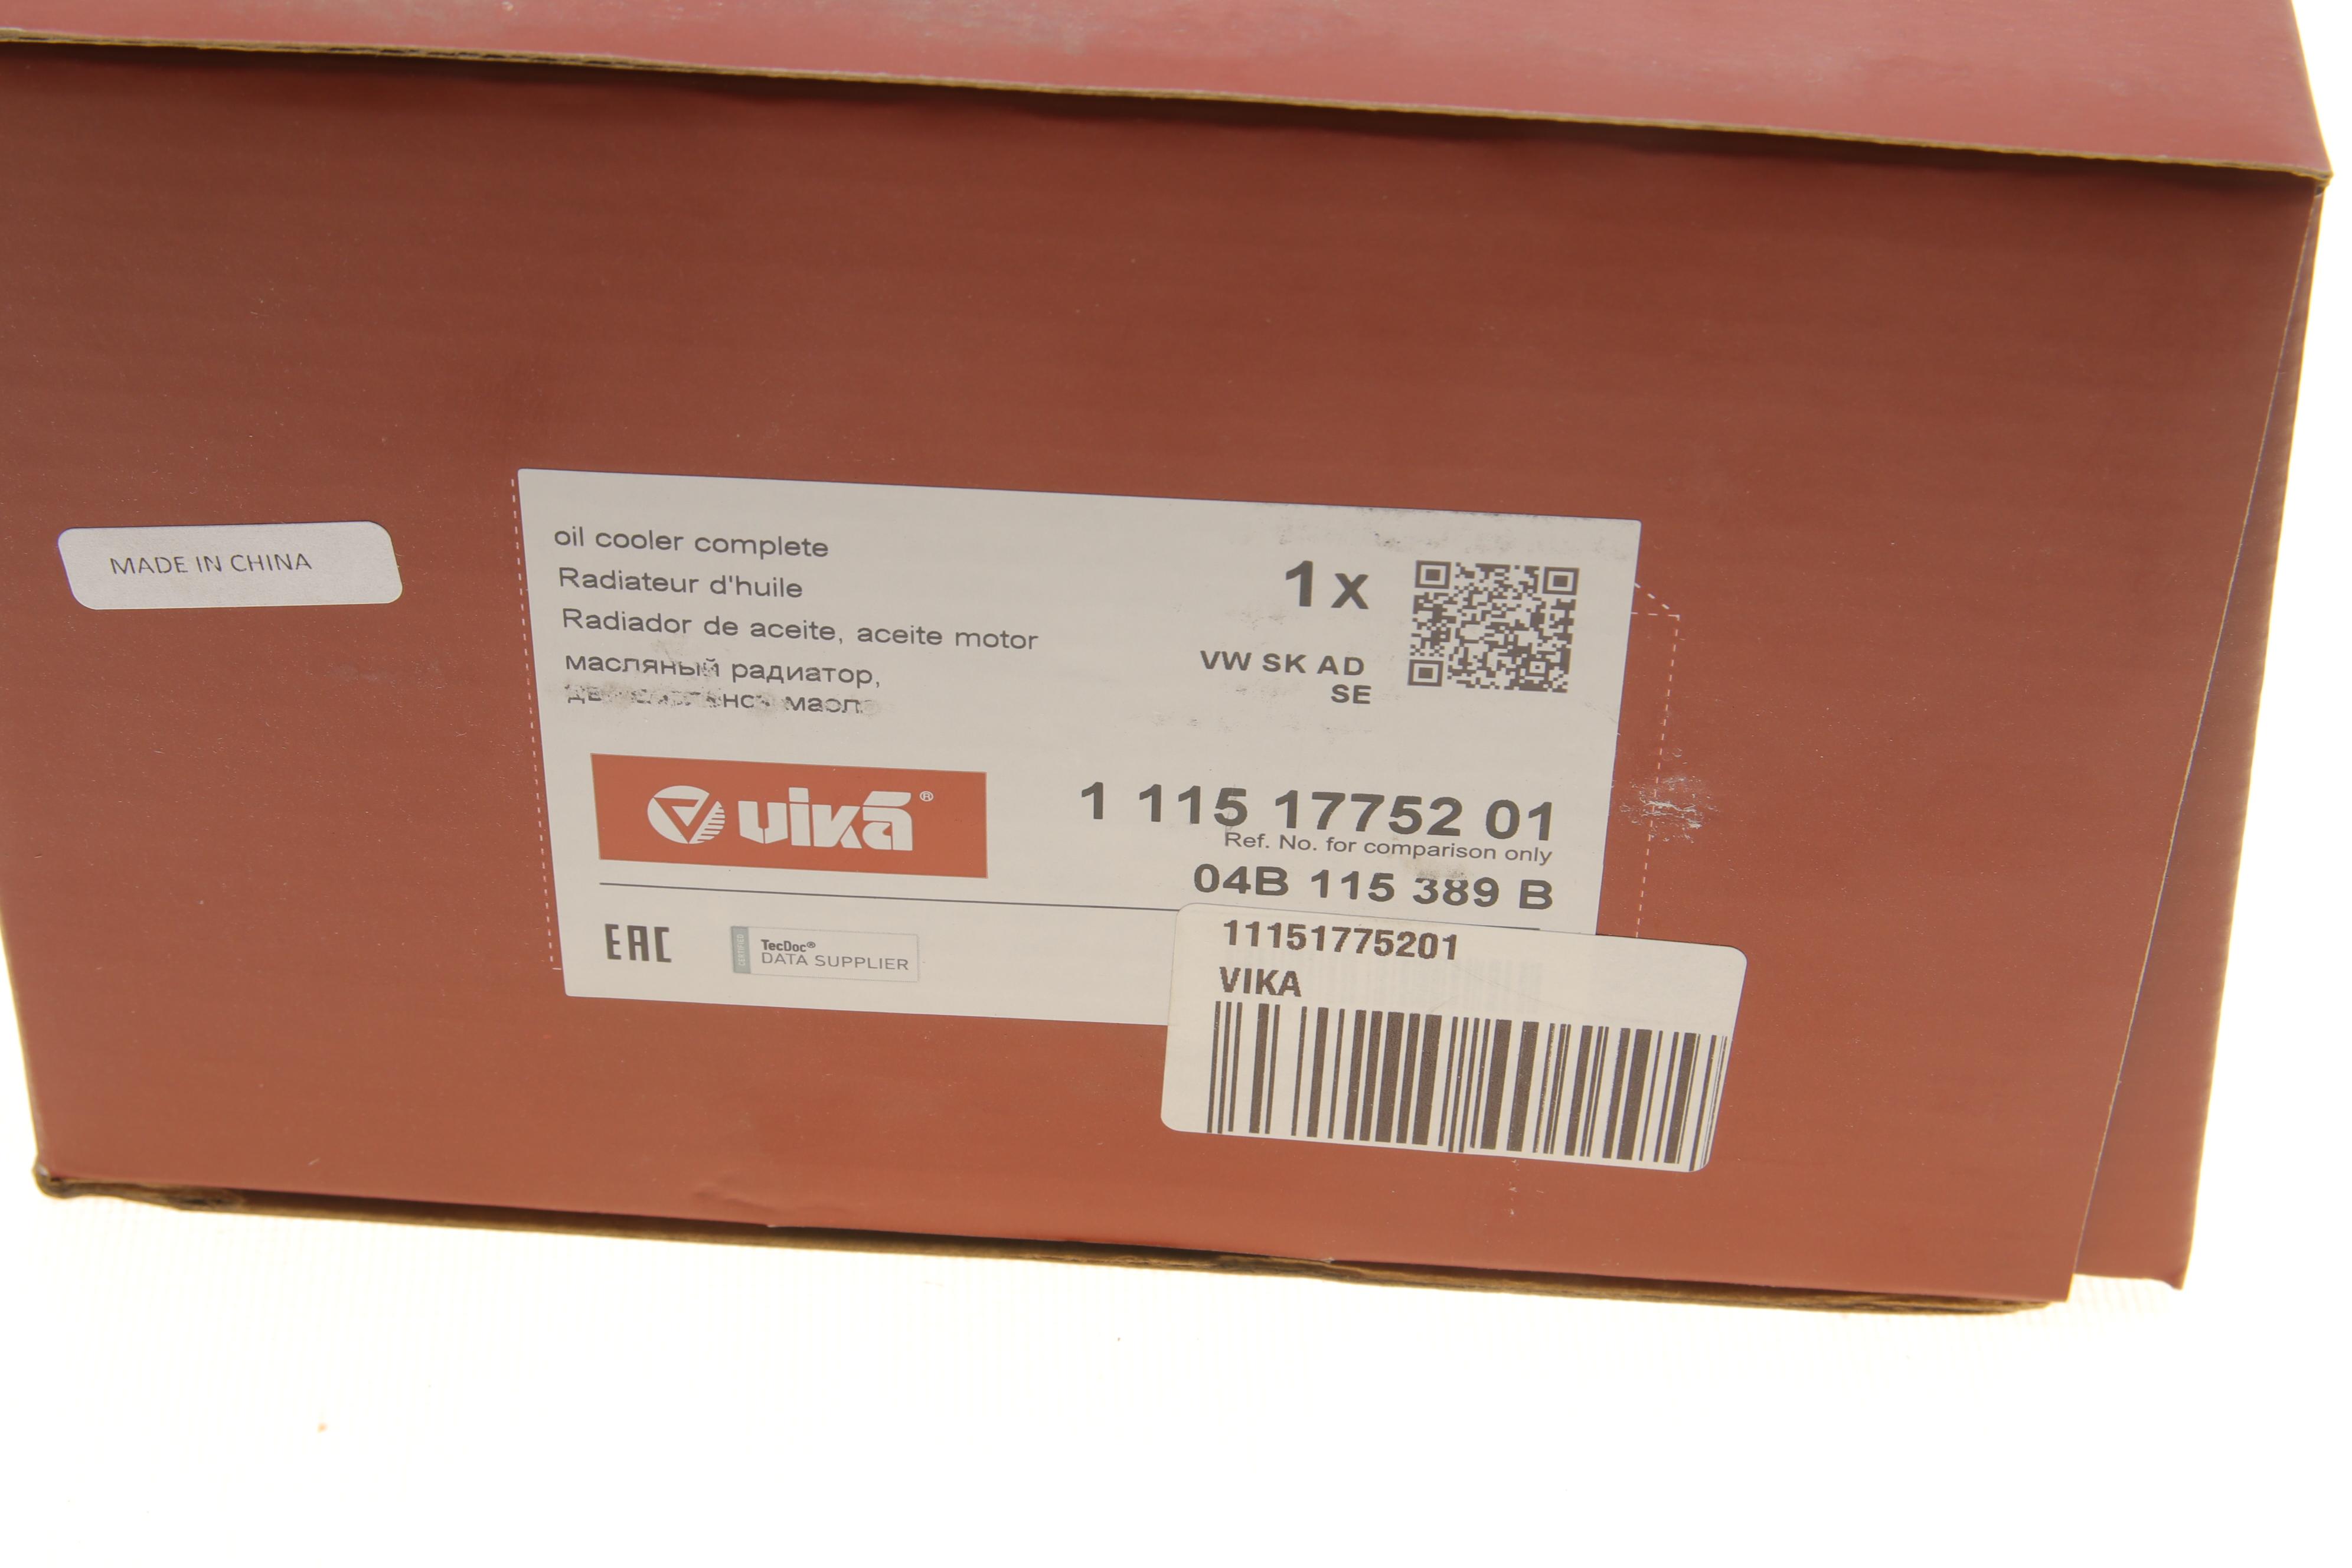 MADE IN CHINA
oil cooler complete
Radiateur d'huile
Radiador de aceite, aceite motor
масляный радиатор,
1 x
VW SK AD
SE
vika®
1 115 17752 01
Ref. No. for comparison only
04B 115 389 B
EAC
CERTIFIED
TecDoc®
DATA SUPPLIER
11151775201
VIKA